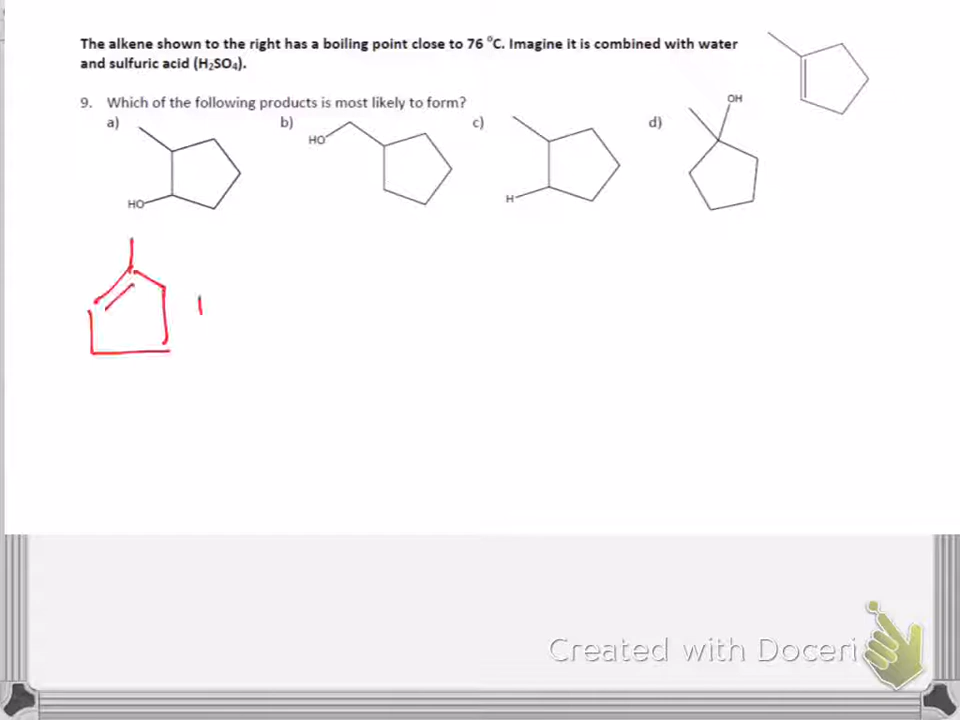 The alkene shown to the right has a boiling point close to 76 °C. Imagine it is combined with water
and sulfuric acid (H₂SO₄).
9. Which of the following products is most likely to form?
a) b) c) d)
OH
HO
HO
H
Created with Doceri